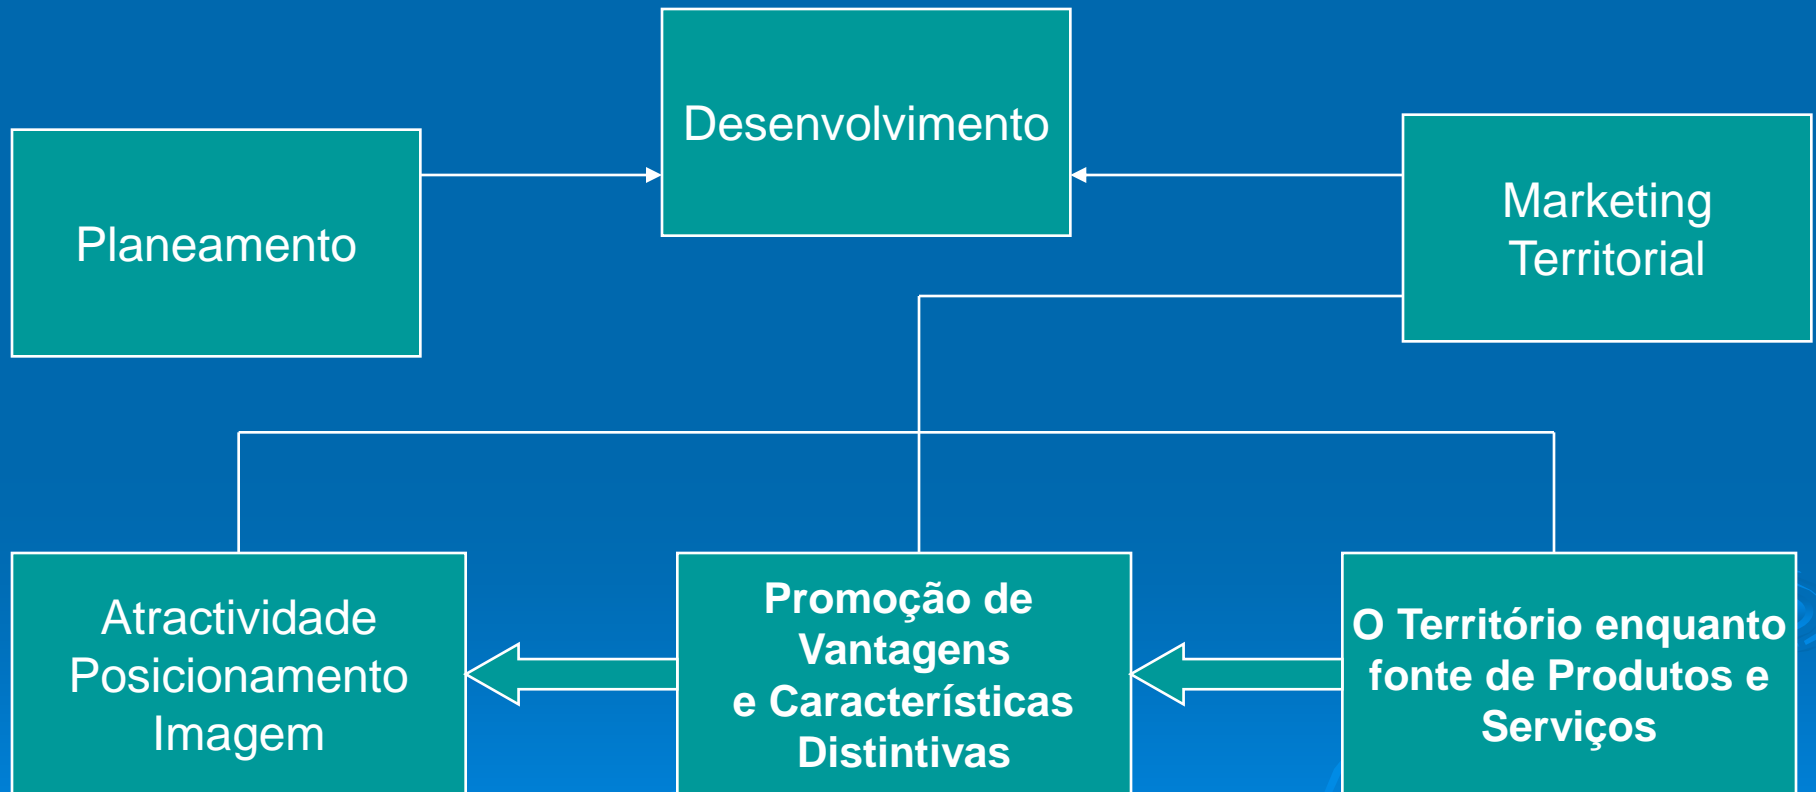 Desenvolvimento
Planeamento
Marketing
Territorial
Atractividade
Posicionamento
Imagem
Promoção de
Vantagens
e Características
Distintivas
O Território enquanto
fonte de Produtos e
Serviços